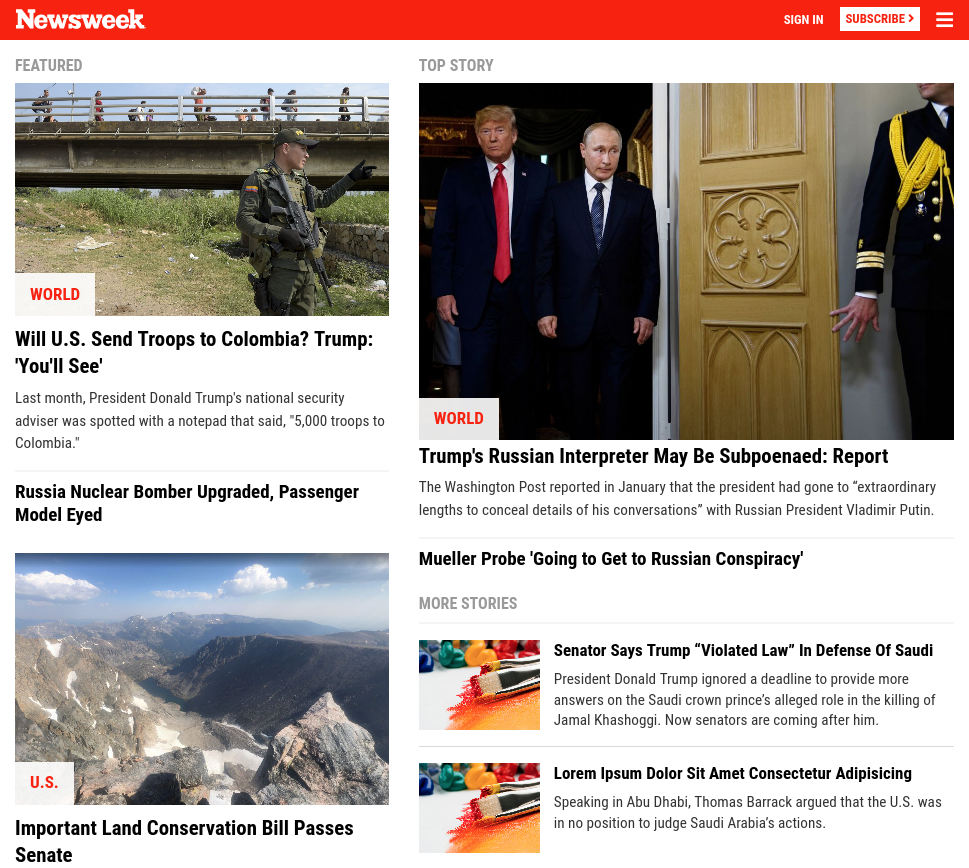 Newsweek
SIGN IN
SUBSCRIBE >
FEATURED
WORLD
Will U.S. Send Troops to Colombia? Trump:
'You'll See'
Last month, President Donald Trump's national security
adviser was spotted with a notepad that said, "5,000 troops to
Colombia."
Russia Nuclear Bomber Upgraded, Passenger
Model Eyed
U.S.
Important Land Conservation Bill Passes
Senate
TOP STORY
WORLD
Trump's Russian Interpreter May Be Subpoenaed: Report
The Washington Post reported in January that the president had gone to “extraordinary
lengths to conceal details of his conversations” with Russian President Vladimir Putin.
Mueller Probe 'Going to Get to Russian Conspiracy'
MORE STORIES
Senator Says Trump “Violated Law” In Defense Of Saudi
President Donald Trump ignored a deadline to provide more
answers on the Saudi crown prince’s alleged role in the killing of
Jamal Khashoggi. Now senators are coming after him.
Lorem Ipsum Dolor Sit Amet Consectetur Adipisicing
Speaking in Abu Dhabi, Thomas Barrack argued that the U.S. was
in no position to judge Saudi Arabia’s actions.